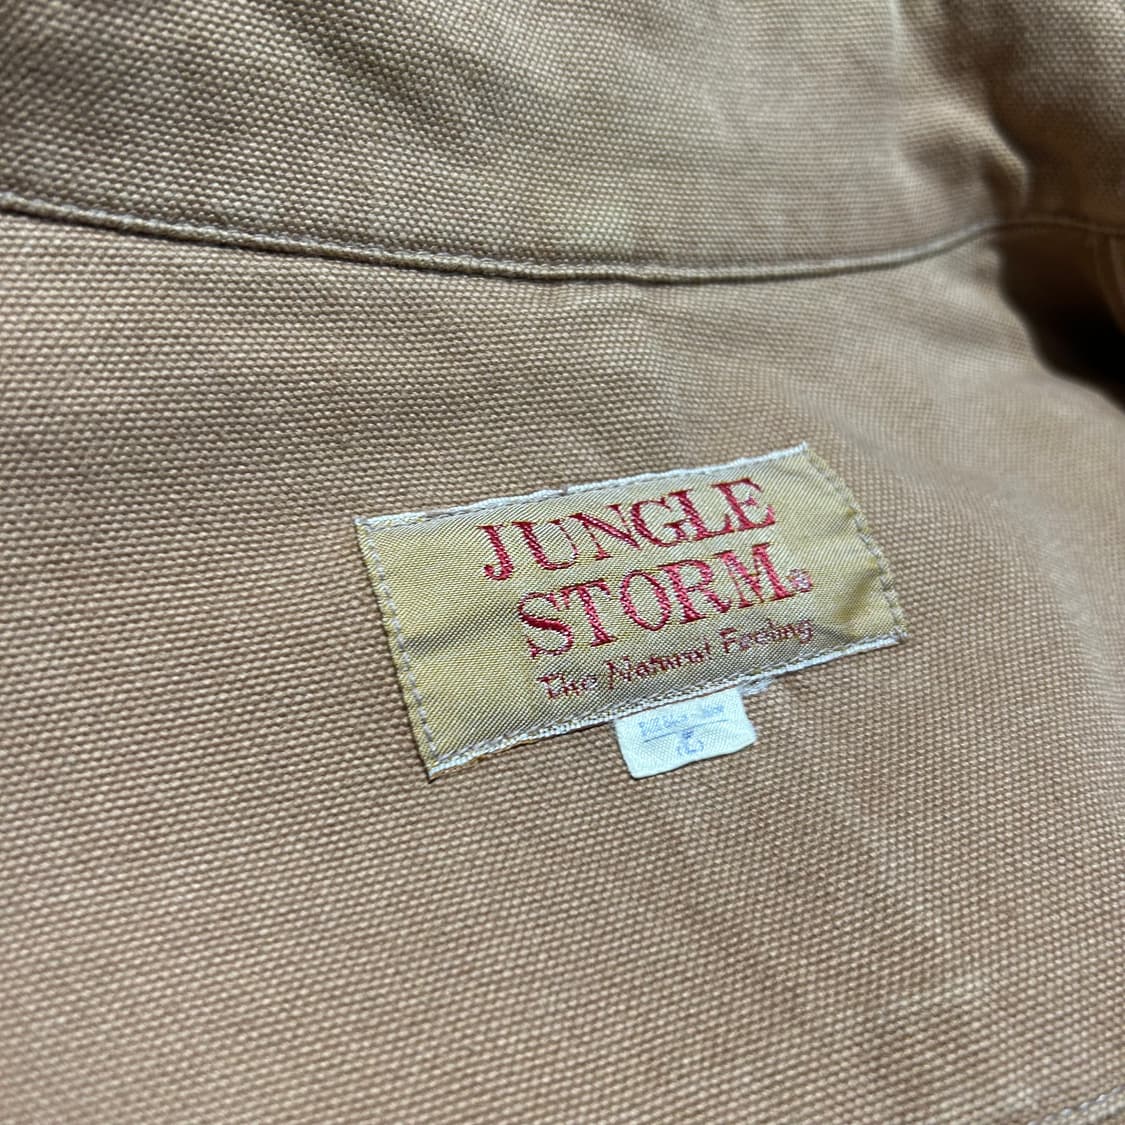 JUNGLE
STORM®
The Natural Feeling
L